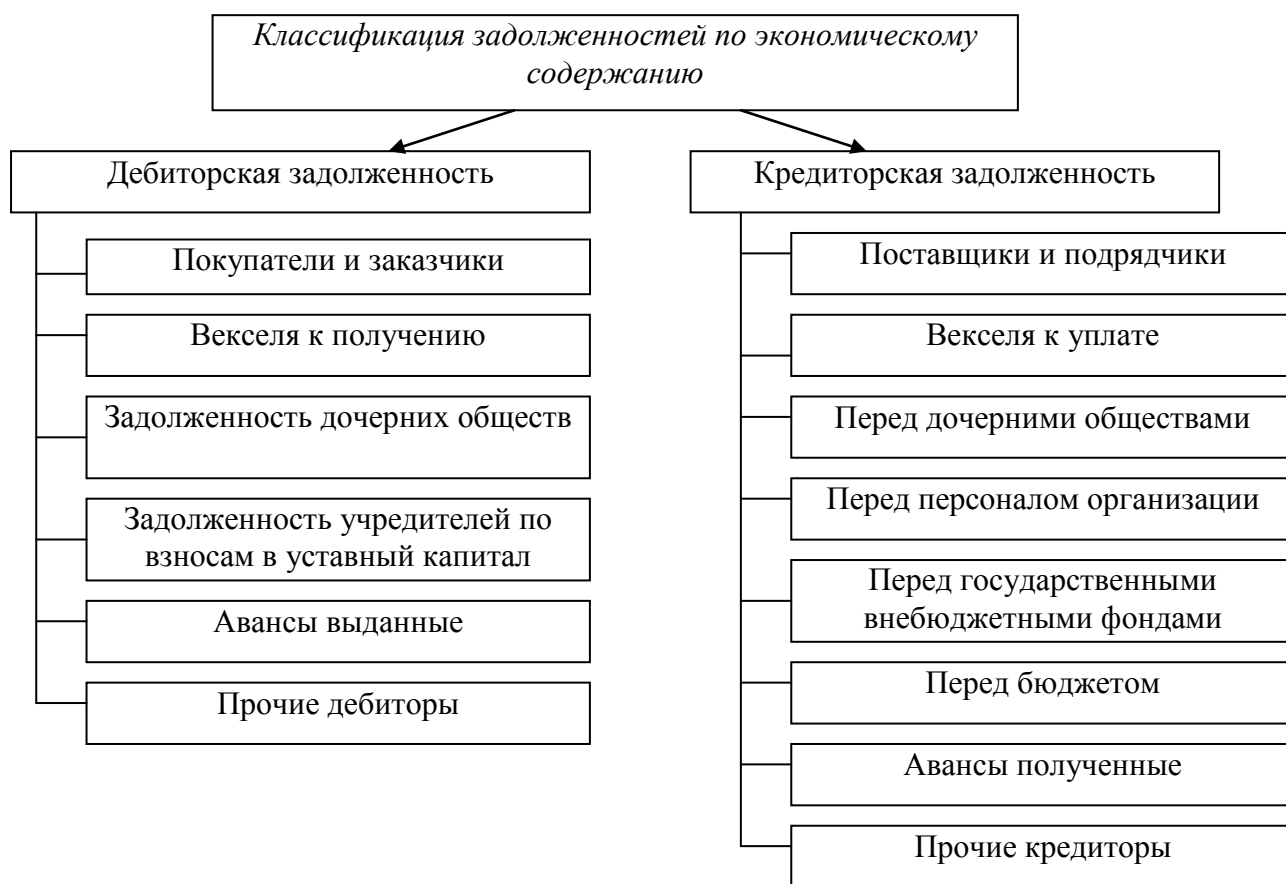 Классификация задолженностей по экономическому
содержанию
Дебиторская задолженность
Покупатели и заказчики
Векселя к получению
Задолженность дочерних обществ
Задолженность учредителей по
взносам в уставный капитал
Авансы выданные
Прочие дебиторы
Кредиторская задолженность
Поставщики и подрядчики
Векселя к уплате
Перед дочерними обществами
Перед персоналом организации
Перед государственными
внебюджетными фондами
Перед бюджетом
Авансы полученные
Прочие кредиторы